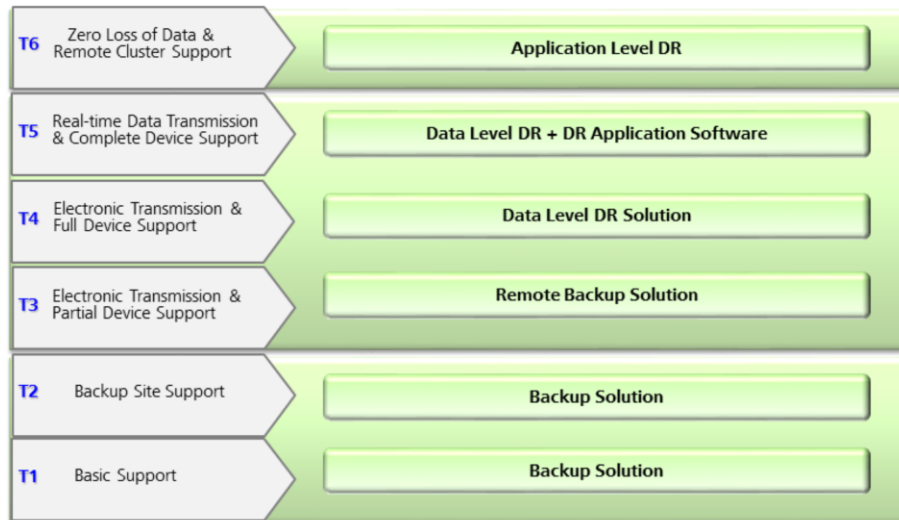 T6
Zero Loss of Data &
Remote Cluster Support
Application Level DR
T5
Real-time Data Transmission
& Complete Device Support
Data Level DR + DR Application Software
T4
Electronic Transmission &
Full Device Support
Data Level DR Solution
T3
Electronic Transmission &
Partial Device Support
Remote Backup Solution
T2
Backup Site Support
Backup Solution
T1
Basic Support
Backup Solution